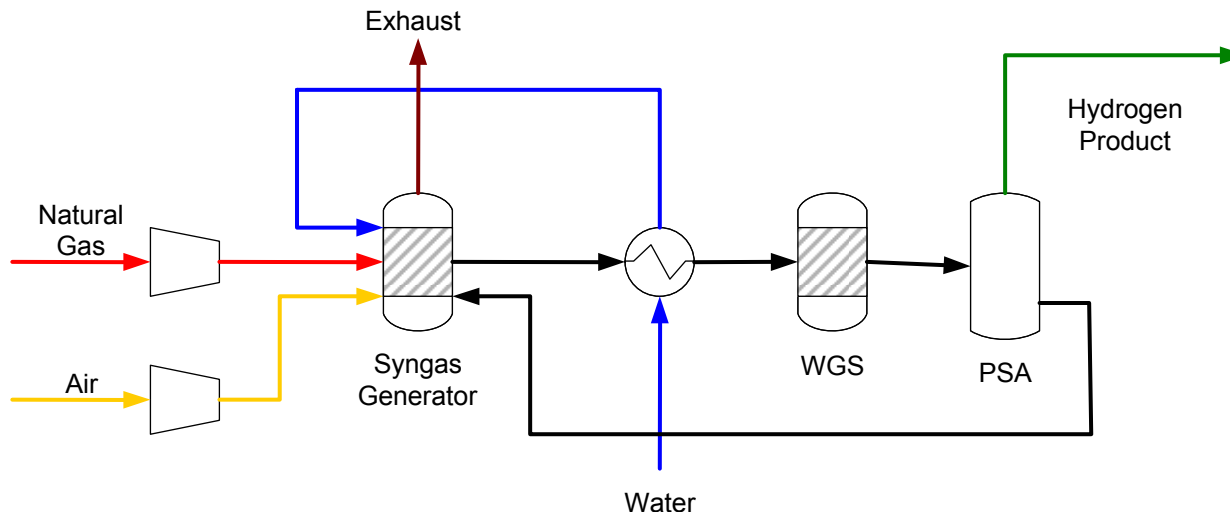 Exhaust
Hydrogen
Product
Natural
Gas
Air
Syngas
Generator
WGS
PSA
Water